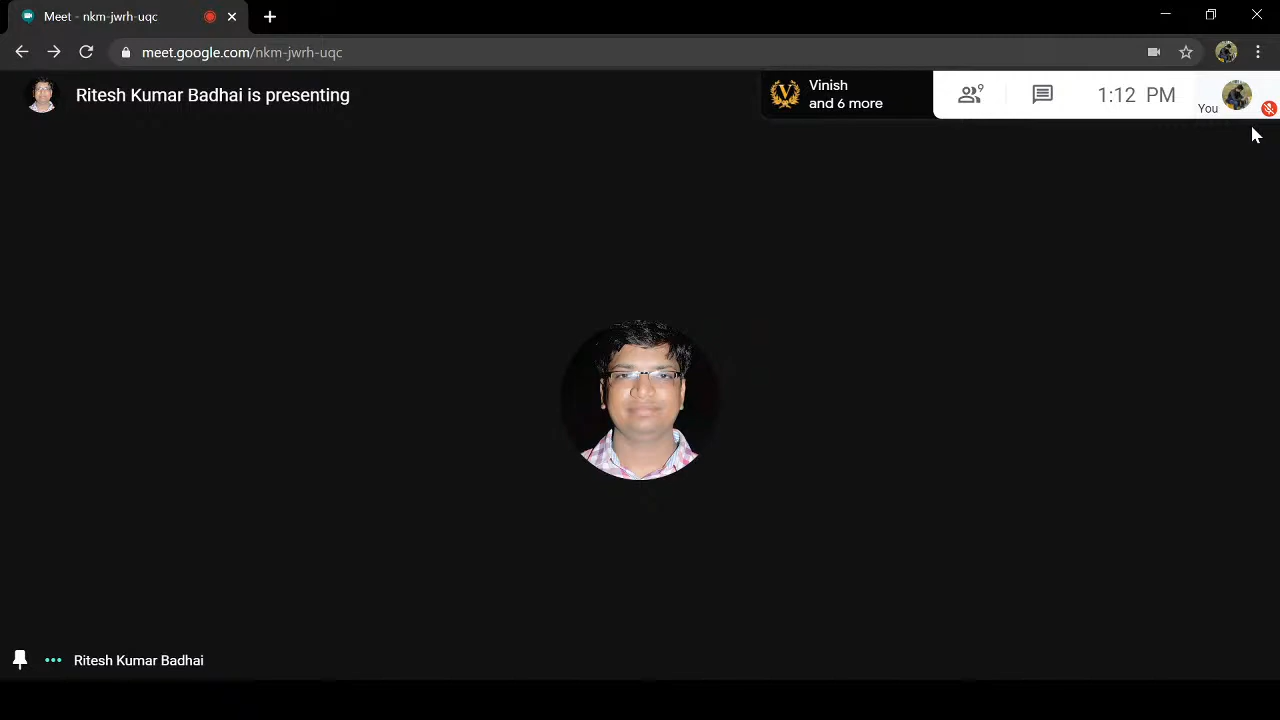 Meet - nkm-jwrh-uqc
meet.google.com/nkm-jwrh-uqc
Ritesh Kumar Badhai is presenting
V
Vinish
and 6 more
9
1:12 PM
You
Ritesh Kumar Badhai